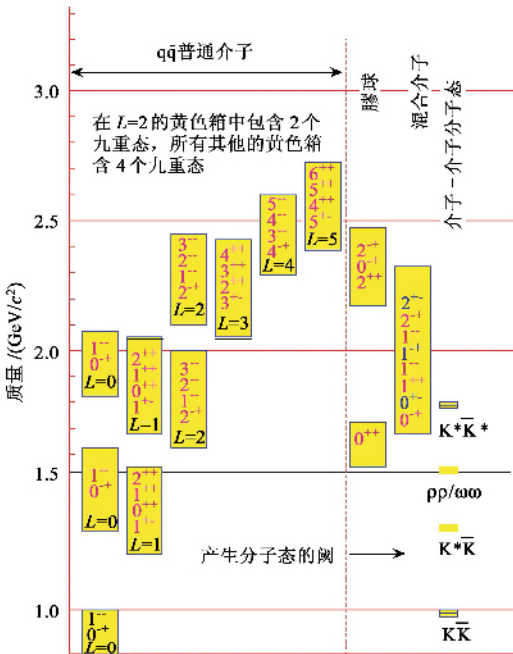 qq̄普通介子
膠球
混合介子
介子-介子分子态
在 L=2的黄色箱中包含2个
九重态，所有其他的黄色箱
含4个九重态
质量/(GeV/c²)
3.0
2.5
2.0
1.5
1.0
1⁻⁻
0⁻⁺
L=0
1⁻⁻
0⁻⁺
L=0
1⁻⁻
0⁻⁺
L=0
2⁺⁺
1⁺⁺
0⁺⁺
1⁺⁻
L-1
2⁺⁺
1⁺⁺
0⁺⁺
1⁺⁻
L=1
3⁻⁻
2⁻⁻
1⁻⁻
2⁻⁺
L=2
3⁻⁻
2⁻⁻
1⁻⁻
2⁻⁺
L=2
4⁺⁺
3⁺⁺
2⁺⁺
3⁺⁻
L=3
5⁻⁻
4⁻⁻
3⁻⁻
4⁻⁺
L=4
6⁺⁺
5⁺⁺
4⁺⁺
5⁺⁻
L=5
2⁻⁺
0⁻⁺
2⁺⁺
0⁺⁺
2⁺⁻
2⁻⁺
1⁻⁻
1⁻⁺
1⁺⁺
0⁺⁻
0⁻⁺
K*K̄*
ρρ/ωω
K*K̄
KK̄
产生分子态的阈